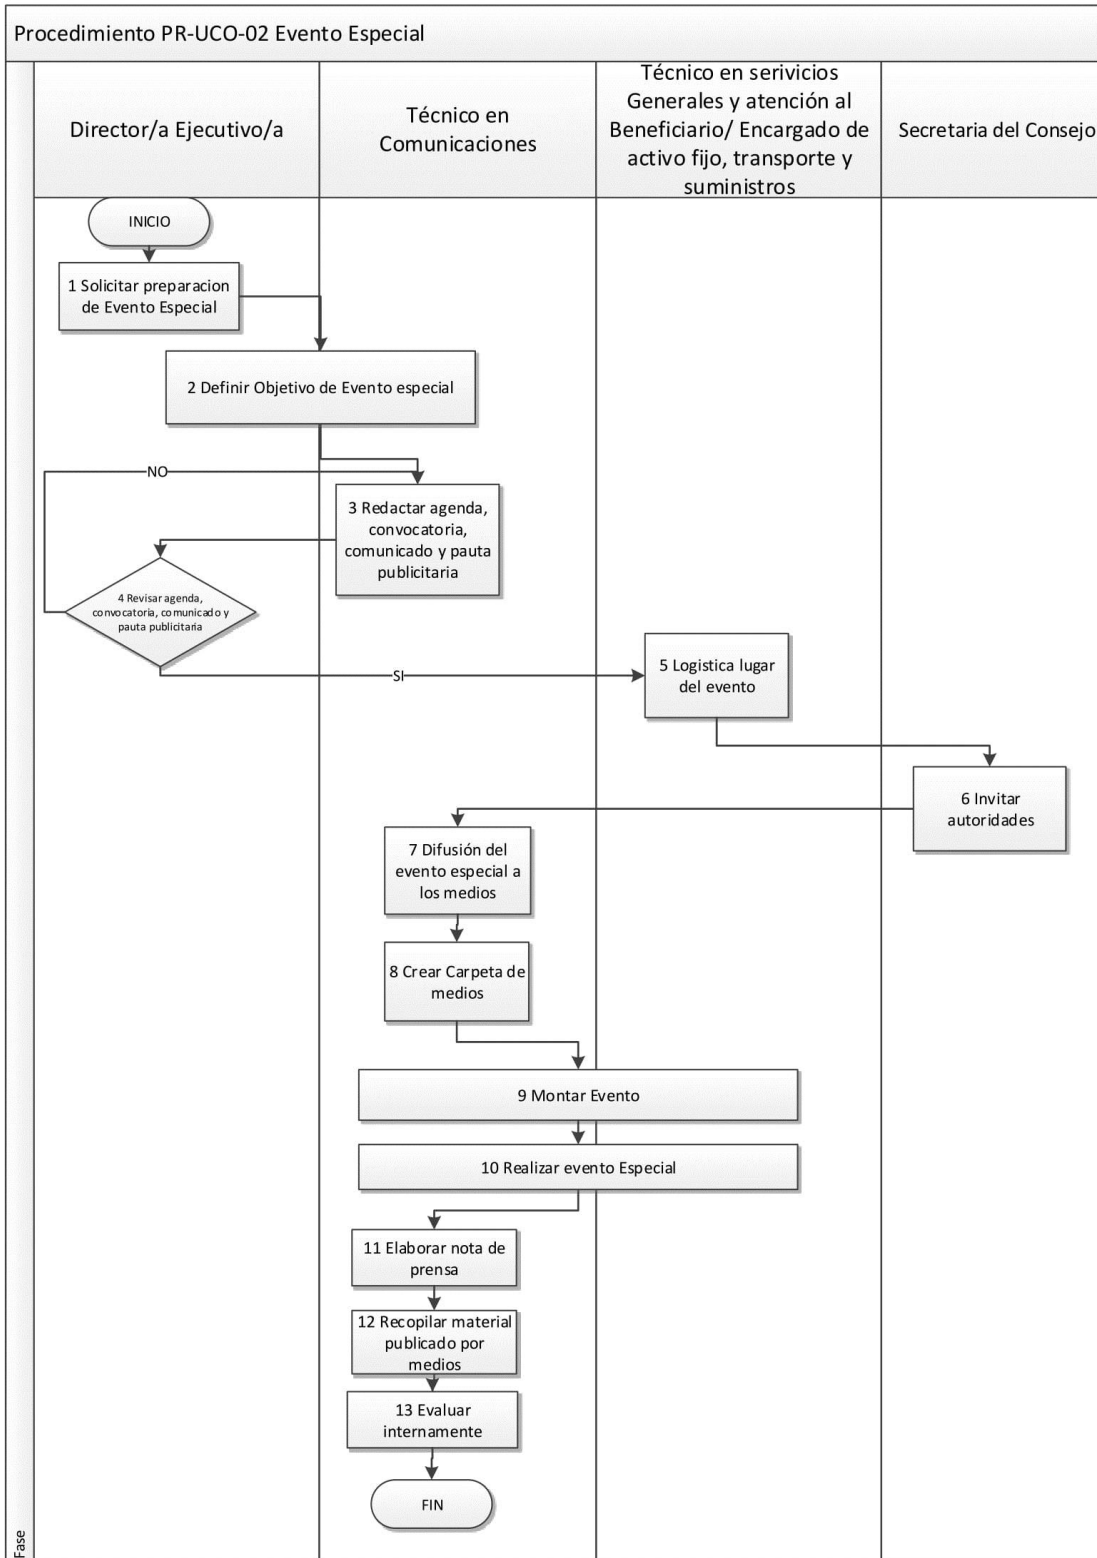 Procedimiento PR-UCO-02 Evento Especial
Director/a Ejecutivo/a
Técnico en
Comunicaciones
Técnico en serivicios
Generales y atención al
Beneficiario/ Encargado de
activo fijo, transporte y
suministros
Secretaria del Consejo
INICIO
1 Solicitar preparacion
de Evento Especial
2 Definir Objetivo de Evento especial
NO
3 Redactar agenda,
convocatoria,
comunicado y pauta
publicitaria
4 Revisar agenda,
convocatoria, comunicado y
pauta publicitaria
SI
5 Logistica lugar
del evento
6 Invitar
autoridades
7 Difusión del
evento especial a
los medios
8 Crear Carpeta de
medios
9 Montar Evento
10 Realizar evento Especial
11 Elaborar nota de
prensa
12 Recopilar material
publicado por
medios
13 Evaluar
internamente
FIN
Fase